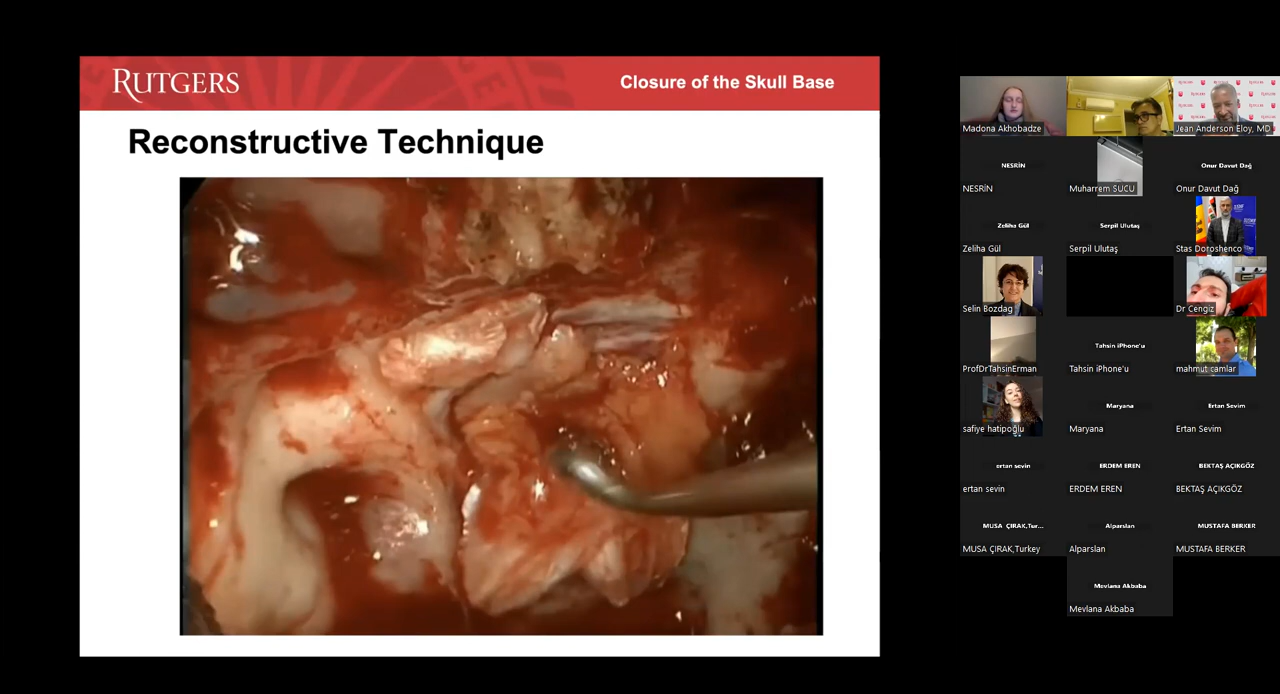 RUTGERS
Closure of the Skull Base
Reconstructive Technique
Madona Akhobadze
Jean Anderson Eloy, MD
NESRİN
NESRİN
Muharrem SUCU
Onur Davut Dağ
Onur Davut Dağ
Zeliha Gül
Zeliha Gül
Serpil Ulutaş
Serpil Ulutaş
Stas Doroshenco
Selin Bozdag
Dr Cengiz
ProfDrTahsinErman
Tahsin iPhone'u
Tahsin iPhone'u
mahmut camlar
safiye hatipoğlu
Maryana
Maryana
Ertan Sevim
Ertan Sevim
ertan sevin
ertan sevin
ERDEM EREN
ERDEM EREN
BEKTAŞ AÇIKGÖZ
BEKTAŞ AÇIKGÖZ
MUSA ÇIRAK,Tur...
MUSA ÇIRAK,Turkey
Alparslan
Alparslan
MUSTAFA BERKER
MUSTAFA BERKER
Mevlana Akbaba
Mevlana Akbaba